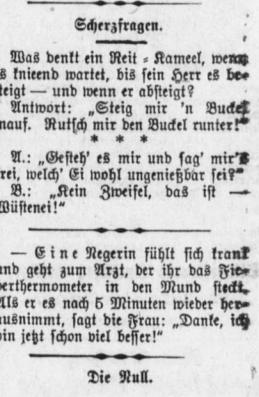 Scherzfragen.
Was denkt ein Reit-Kameel, wenn
s knieend wartet, bis sein Herr es be-
teigt — und wenn er absteigt?
Antwort: „Steig mir 'n Buckel
nauf. Rutsch mir den Buckel runter!"
* * *
A.: „Gesteh' es mir und sag' mir's
rei, welch' Ei wohl ungenießbar sei?"
B.: „Kein Zweifel, das ist —
Wüstenei!"
— Eine Negerin fühlt sich krank
und geht zum Arzt, der ihr das Fie-
berthermometer in den Mund steckt.
Als er es nach 5 Minuten wieder her-
usnimmt, sagt die Frau: „Danke, ich
bin jetzt schon viel besser!"
Die Null.